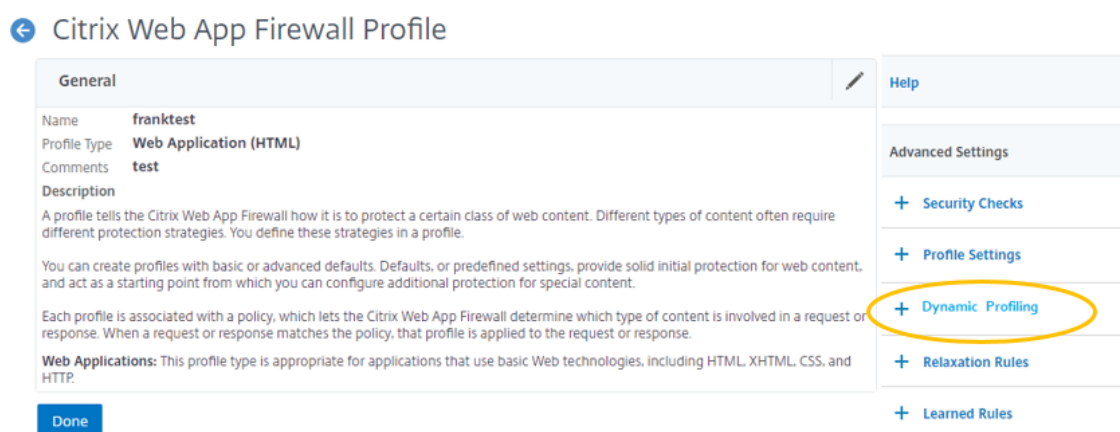 Citrix Web App Firewall Profile
General
Name franktest
Profile Type Web Application (HTML)
Comments test
Description
A profile tells the Citrix Web App Firewall how it is to protect a certain class of web content. Different types of content often require
different protection strategies. You define these strategies in a profile.
You can create profiles with basic or advanced defaults. Defaults, or predefined settings, provide solid initial protection for web content,
and act as a starting point from which you can configure additional protection for special content.
Each profile is associated with a policy, which lets the Citrix Web App Firewall determine which type of content is involved in a request or
response. When a request or response matches the policy, that profile is applied to the request or response.
Web Applications: This profile type is appropriate for applications that use basic Web technologies, including HTML, XHTML, CSS, and
HTTP.
Done
Help
Advanced Settings
+ Security Checks
+ Profile Settings
+ Dynamic Profiling
+ Relaxation Rules
+ Learned Rules